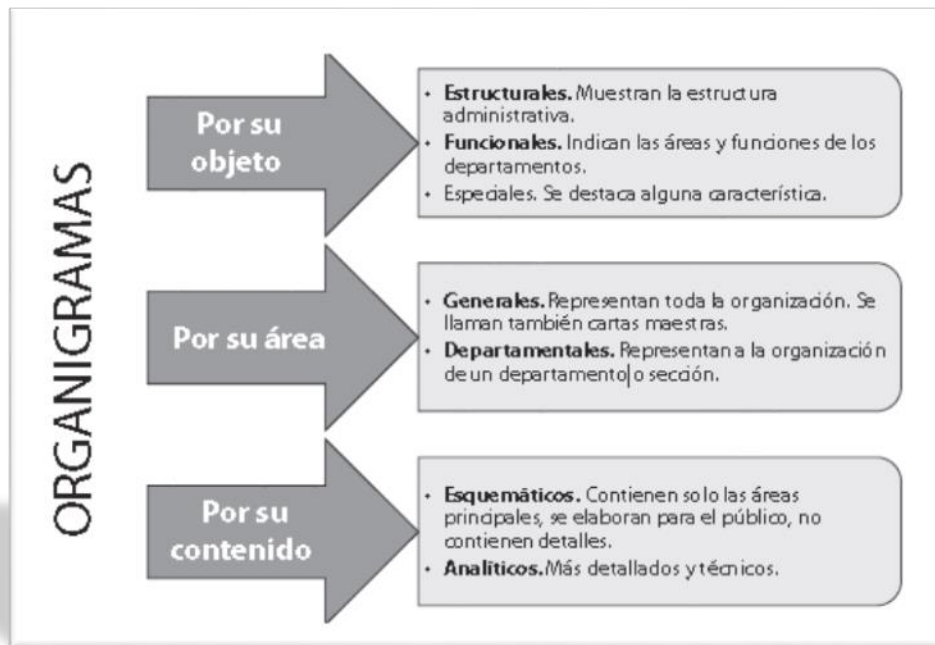 ORGANIGRAMAS
Por su
objeto
• Estructurales. Muestran la estructura
administrativa.
• Funcionales. Indican las áreas y funciones de los
departamentos.
• Especiales. Se destaca alguna característica.
Por su área
• Generales. Representan toda la organización. Se
llaman también cartas maestras.
• Departamentales. Representan a la organización
de un departamento o sección.
Por su
contenido
• Esquemáticos. Contienen solo las áreas
principales, se elaboran para el público, no
contienen detalles.
• Analíticos. Más detallados y técnicos.